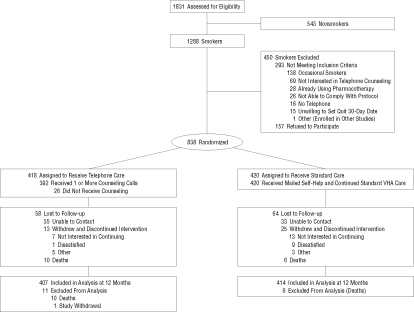 1831 Assessed for Eligibility
543 Nonsmokers
1288 Smokers
450 Smokers Excluded
293 Not Meeting Inclusion Criteria
138 Occasional Smokers
69 Not Interested in Telephone Counseling
28 Already Using Pharmacotherapy
26 Not Able to Comply With Protocol
16 No Telephone
15 Unwilling to Set Quit 30-Day Date
1 Other (Enrolled in Other Studies)
157 Refused to Participate
838 Randomized
418 Assigned to Receive Telephone Care
392 Received 1 or More Counseling Calls
26 Did Not Receive Counseling
420 Assigned to Receive Standard Care
420 Received Mailed Self-Help and Continued Standard VHA Care
58 Lost to Follow-up
35 Unable to Contact
13 Withdrew and Discontinued Intervention
7 Not Interested in Continuing
1 Dissatisfied
5 Other
10 Deaths
64 Lost to Follow-up
33 Unable to Contact
25 Withdrew and Discontinued Intervention
13 Not Interested in Continuing
9 Dissatisfied
3 Other
6 Deaths
407 Included in Analysis at 12 Months
11 Excluded From Analysis
10 Deaths
1 Study Withdrawal
414 Included in Analysis at 12 Months
6 Excluded From Analysis (Deaths)